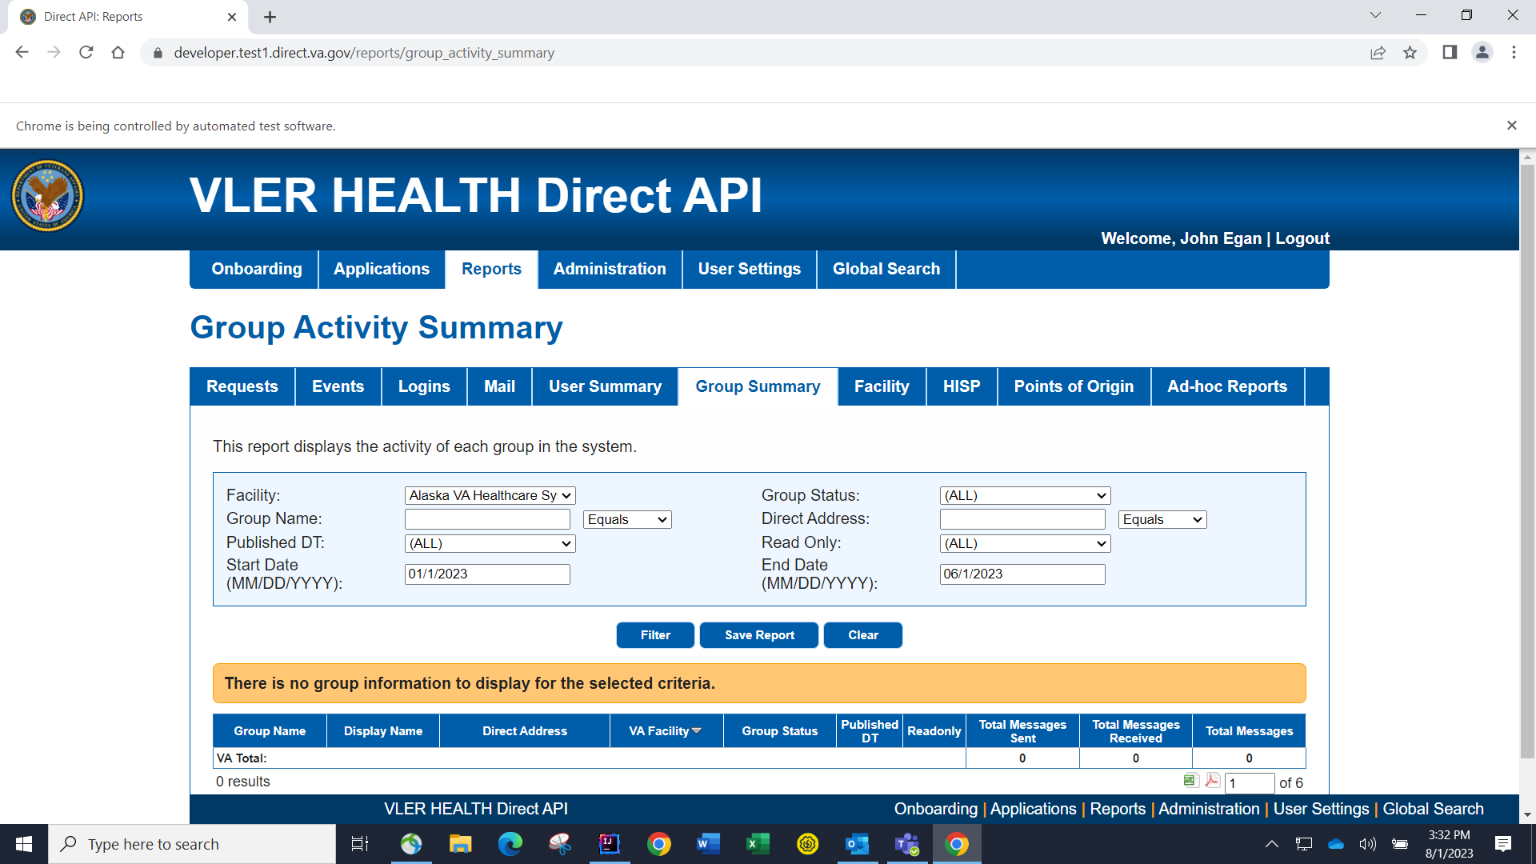 Direct API: Reports
developer.test1.direct.va.gov/reports/group_activity_summary
Chrome is being controlled by automated test software.
VLER HEALTH Direct API
Welcome, John Egan | Logout
Onboarding Applications Reports Administration User Settings Global Search
Group Activity Summary
Requests Events Logins Mail User Summary Group Summary Facility HISP Points of Origin Ad-hoc Reports
This report displays the activity of each group in the system.
Facility: Alaska VA Healthcare Sy Group Status: (ALL)
Group Name: Equals Direct Address: Equals
Published DT: (ALL) Read Only: (ALL)
Start Date (MM/DD/YYYY): 01/1/2023 End Date (MM/DD/YYYY): 06/1/2023
Filter Save Report Clear
There is no group information to display for the selected criteria.
Group Name Display Name Direct Address VA Facility Group Status Published DT Readonly Total Messages Sent Total Messages Received Total Messages
VA Total: 0 0 0
0 results 1 of 6
VLER HEALTH Direct API Onboarding | Applications | Reports | Administration | User Settings | Global Search
Type here to search
3:32 PM
8/1/2023